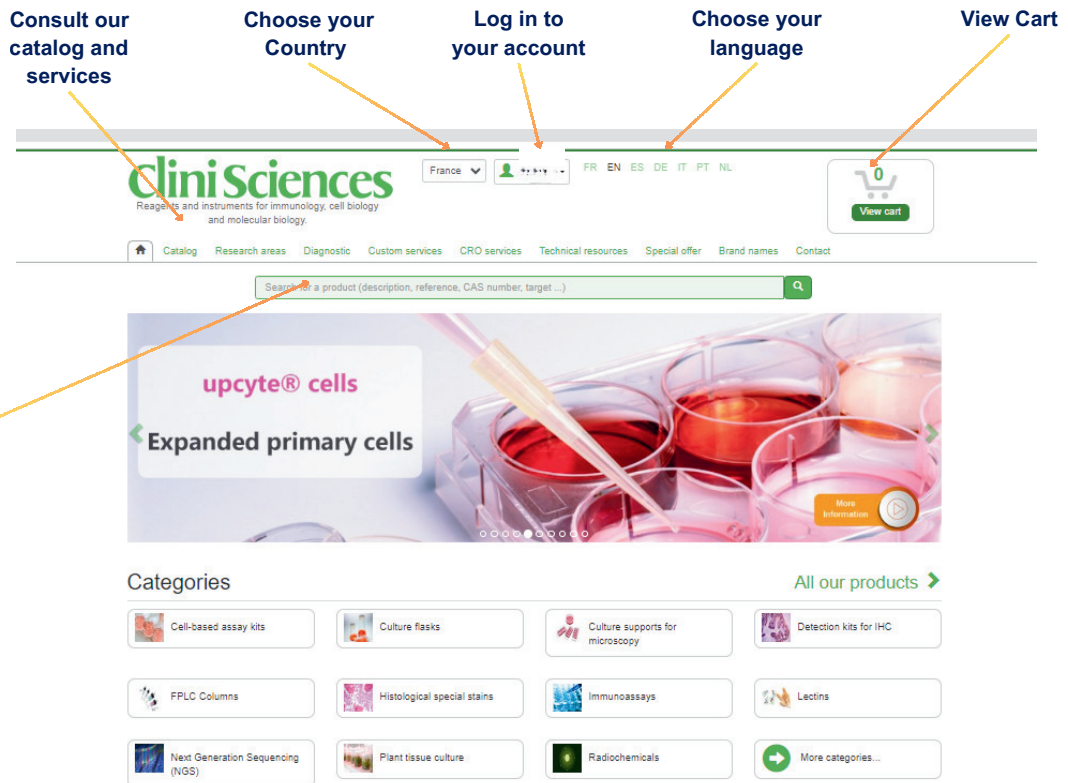 Consult our
catalog and
services
Choose your
Country
Log in to
your account
Choose your
language
View Cart
CliniSciences
Reagents and instruments for immunology, cell biology
and molecular biology.
France
FR EN ES DE IT PT NL
0
View cart
Catalog Research areas Diagnostic Custom services CRO services Technical resources Special offer Brand names Contact
Search for a product (description, reference, CAS number, target ...)
upcyte® cells
Expanded primary cells
More
Information
Categories
All our products
Cell-based assay kits
Culture flasks
Culture supports for
microscopy
Detection kits for IHC
FPLC Columns
Histological special stains
Immunoassays
Lectins
Next Generation Sequencing
(NGS)
Plant tissue culture
Radiochemicals
More categories...